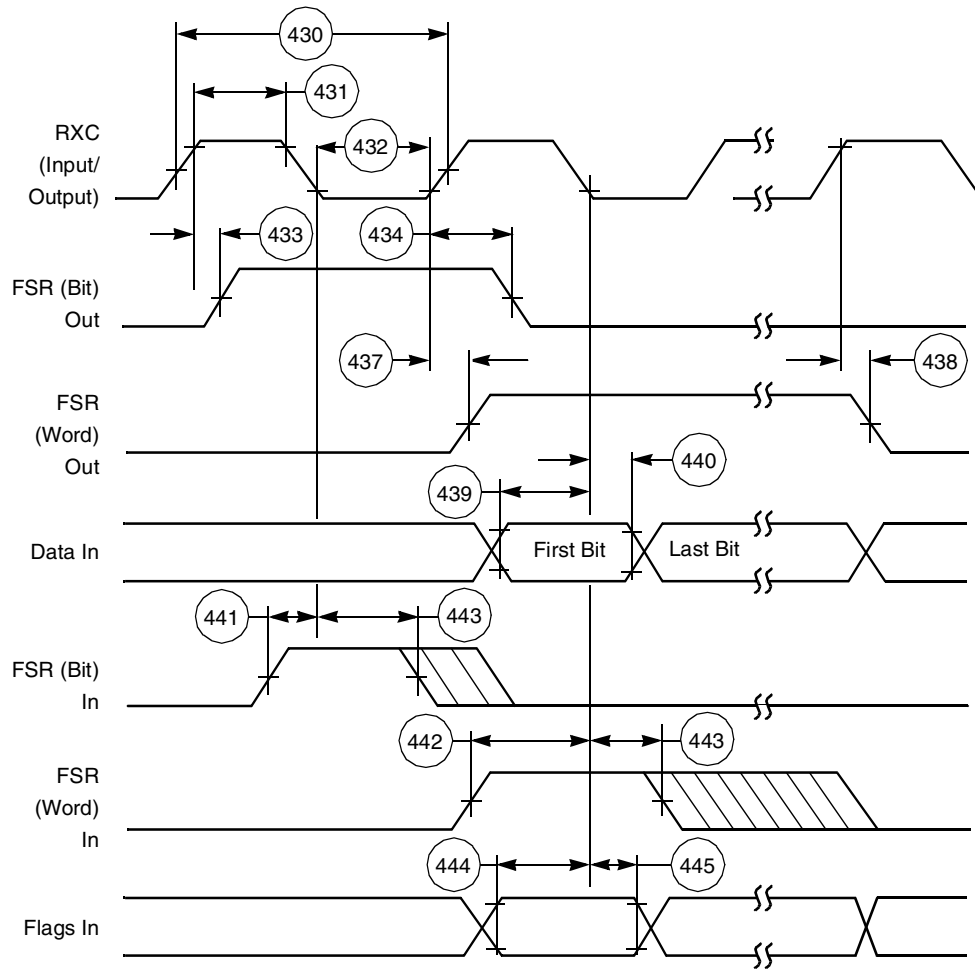 430
431
RXC
(Input/
Output)
432
433
434
FSR (Bit)
Out
437
438
FSR
(Word)
Out
440
439
Data In
First Bit
Last Bit
441
443
FSR (Bit)
In
442
443
FSR
(Word)
In
444
445
Flags In